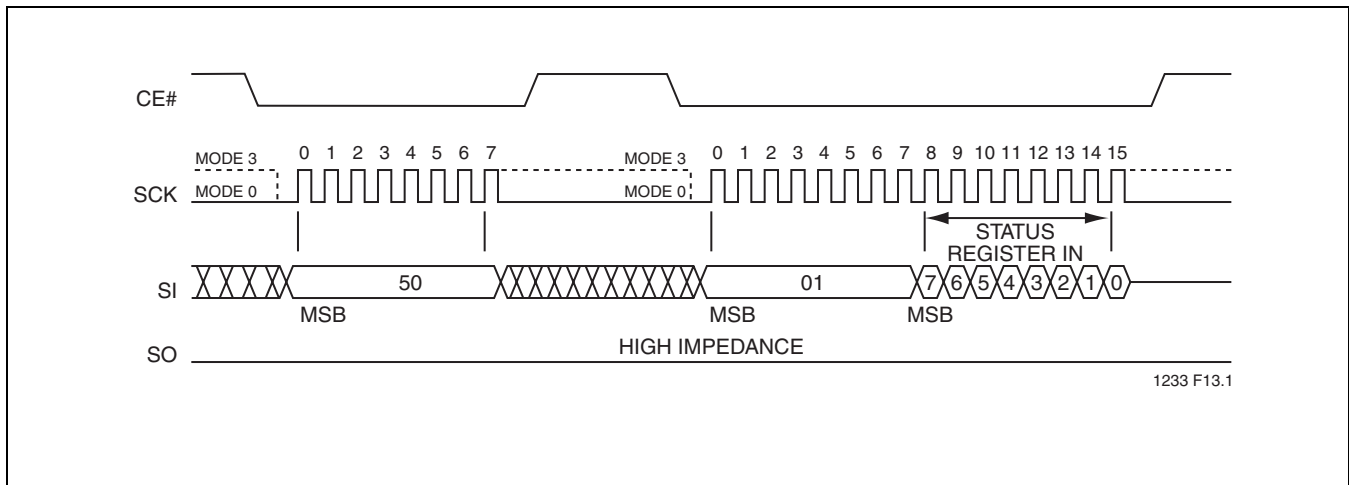 CE#
MODE 3 0 1 2 3 4 5 6 7 MODE 3 0 1 2 3 4 5 6 7 8 9 10 11 12 13 14 15
SCK MODE 0 MODE 0
STATUS
REGISTER IN
SI 50 01 7 6 5 4 3 2 1 0
MSB MSB MSB
SO HIGH IMPEDANCE
1233 F13.1